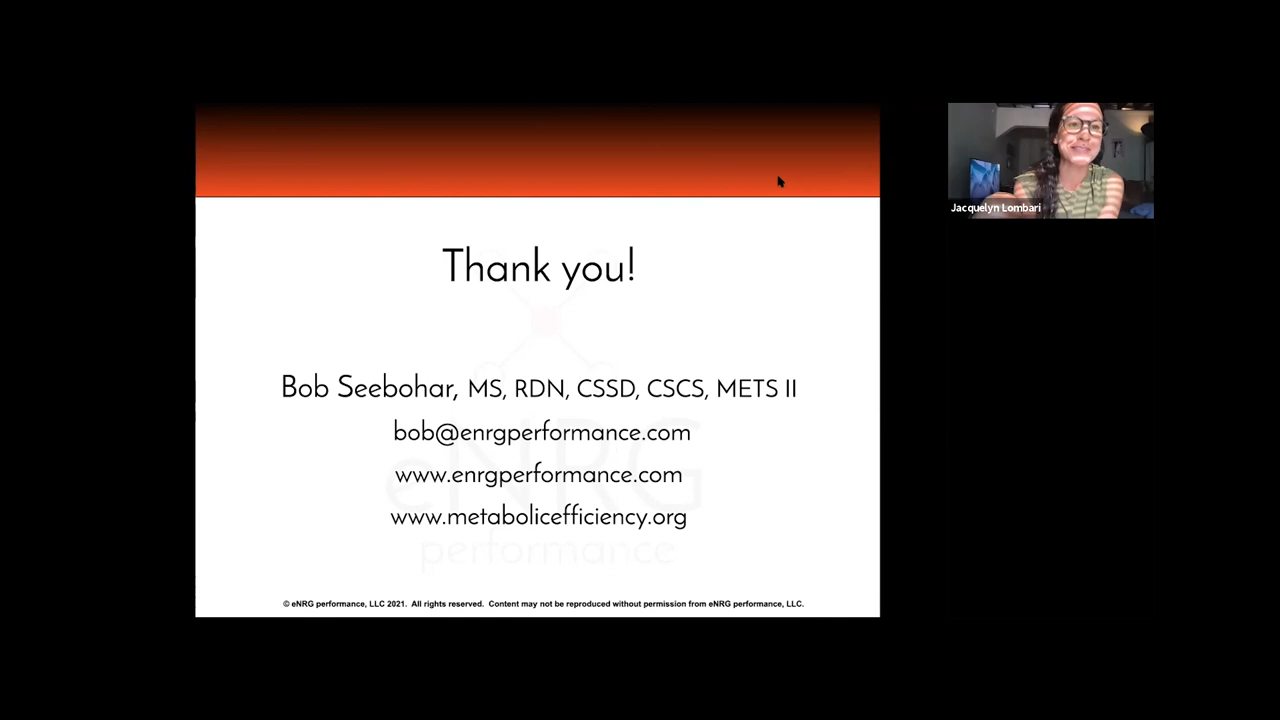 Thank you!
Bob Seebohar, MS, RDN, CSSD, CSCS, METS II
bob@enrgperformance.com
www.enrgperformance.com
www.metabolicefficiency.org
eNRG
performance
© eNRG performance, LLC 2021. All rights reserved. Content may not be reproduced without permission from eNRG performance, LLC.
Jacquelyn Lombari